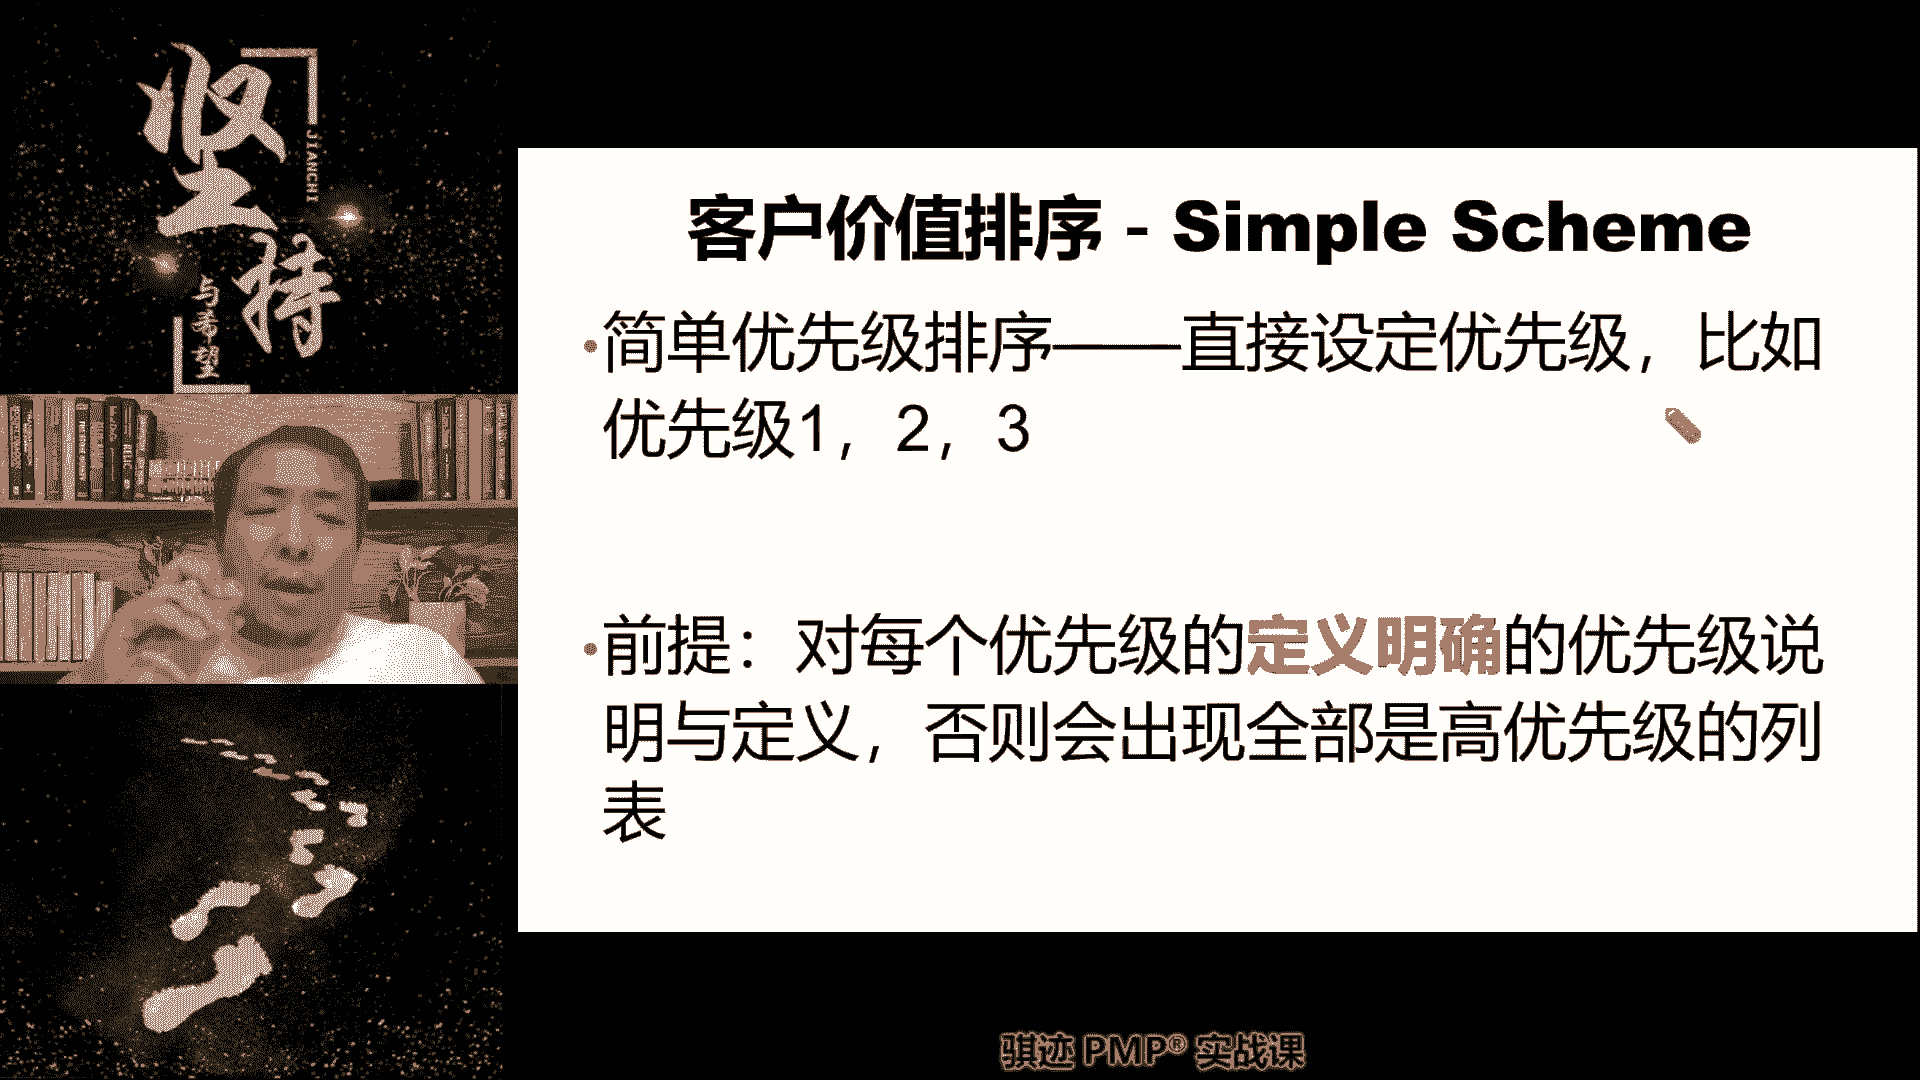 坚持
JIANCHI
与希望
客户价值排序 - Simple Scheme
•简单优先级排序——直接设定优先级，比如
优先级1，2，3
•前提：对每个优先级的定义明确的优先级说
明与定义，否则会出现全部是高优先级的列
表
骐迹 PMP® 实战课